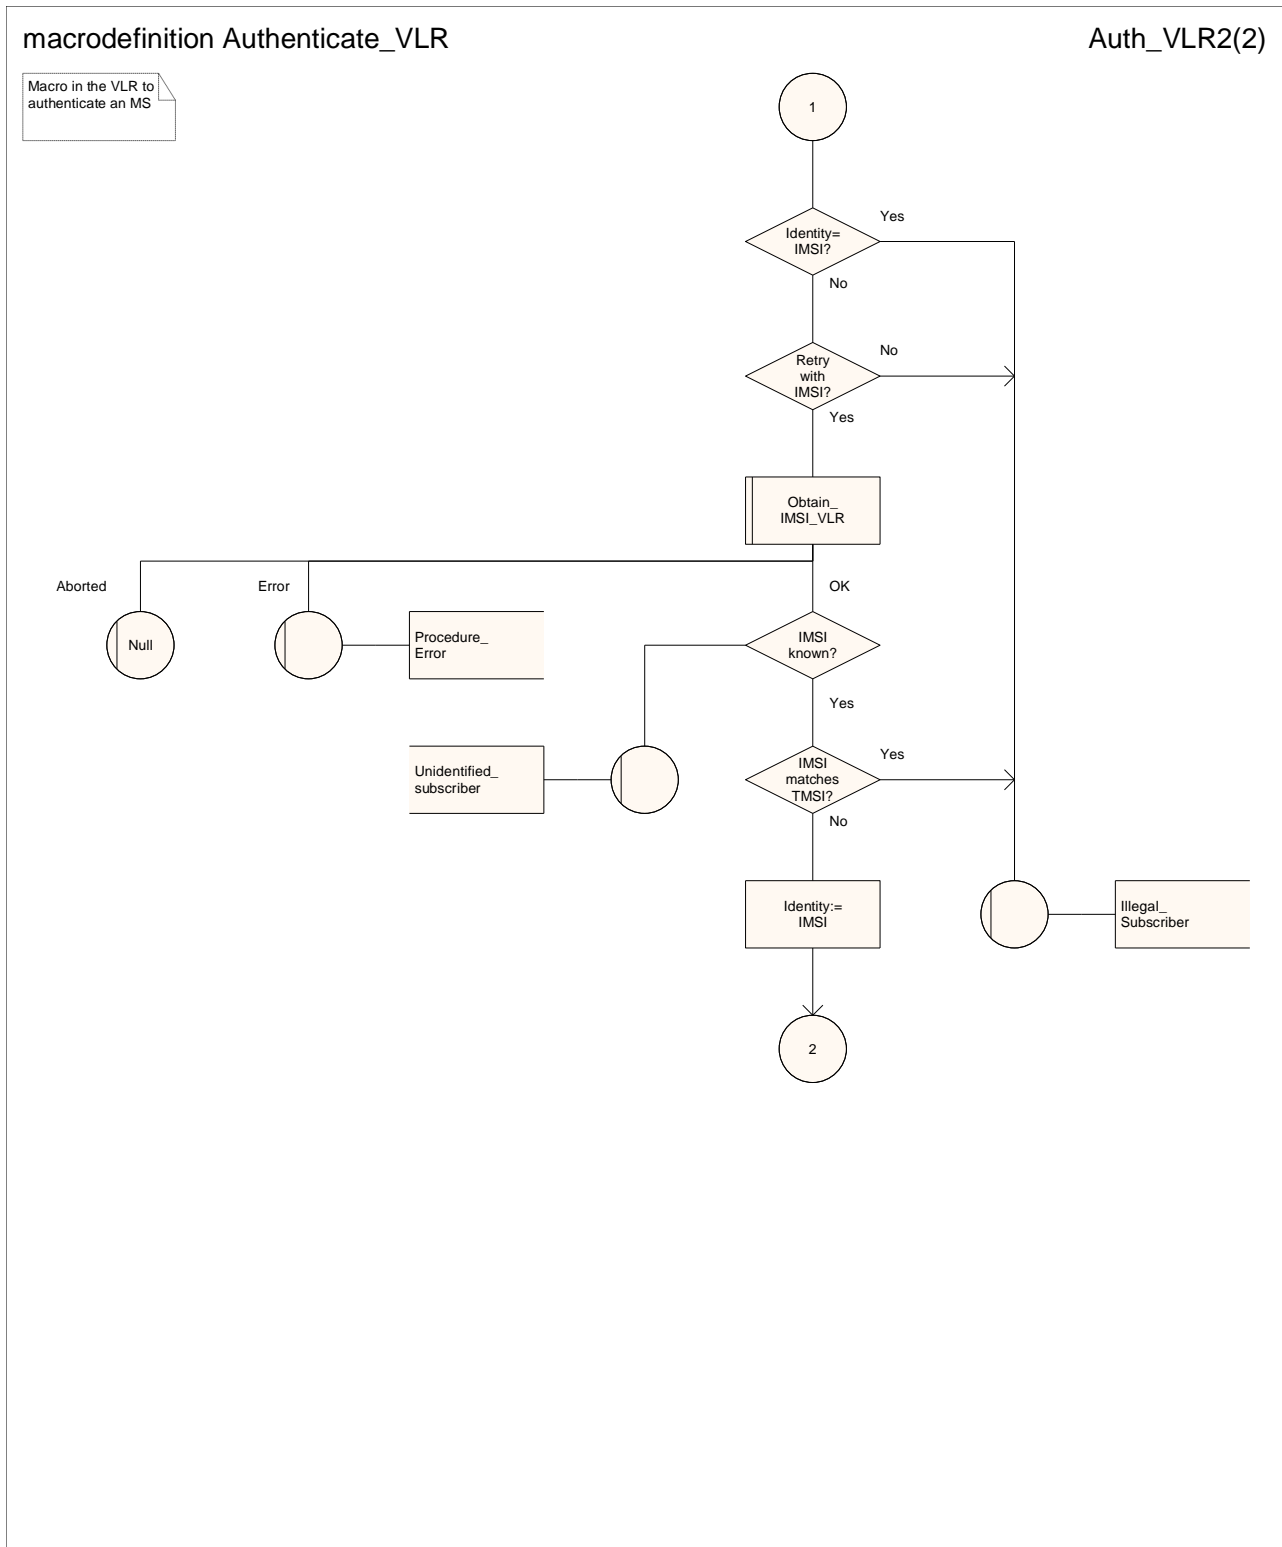 macrodefinition Authenticate_VLR
Auth_VLR2(2)
Macro in the VLR to
authenticate an MS
1
Yes
Identity=
IMSI?
No
No
Retry
with
IMSI?
Yes
Obtain_
IMSI_VLR
Aborted
Error
OK
Null
Procedure_
Error
IMSI
known?
Yes
Yes
Unidentified_
subscriber
IMSI
matches
TMSI?
No
Identity:=
IMSI
Illegal_
Subscriber
2